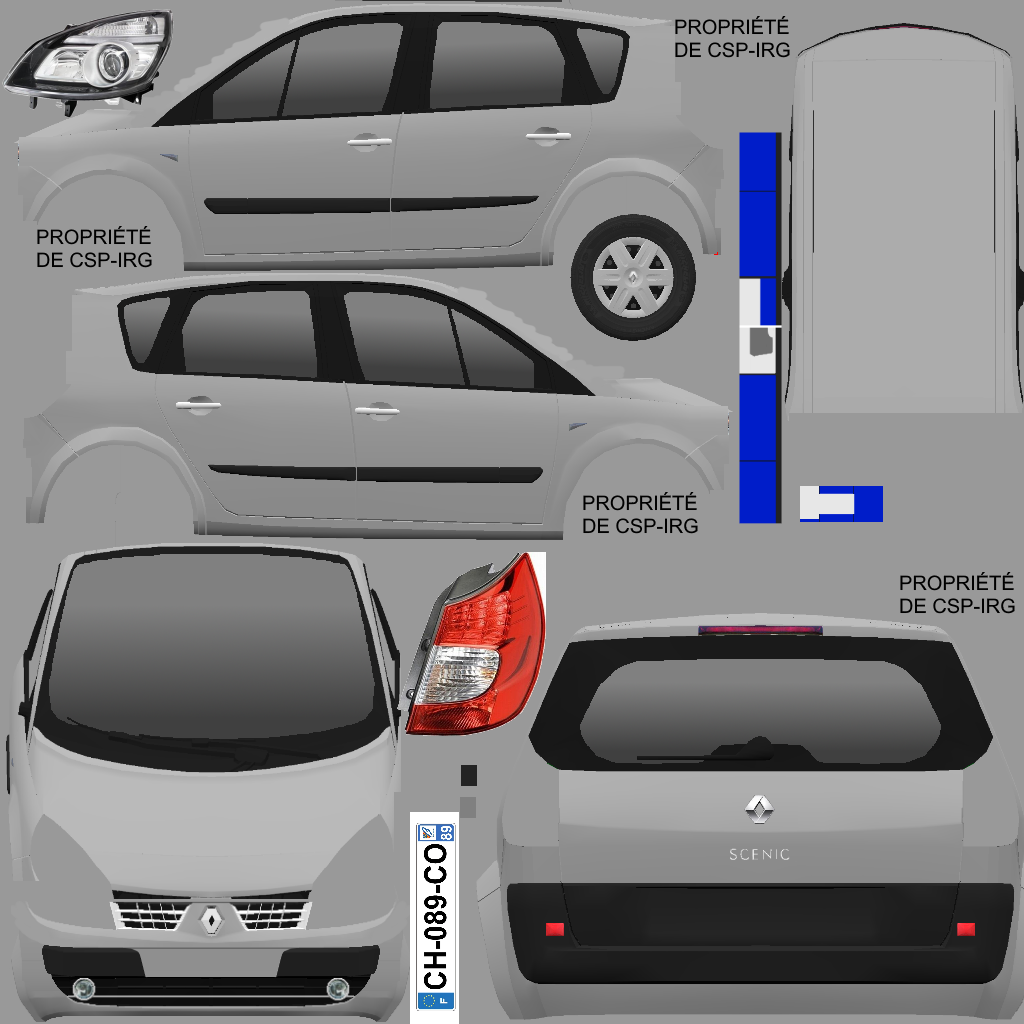 PROPRIÉTÉ
DE CSP-IRG
PROPRIÉTÉ
DE CSP-IRG
PROPRIÉTÉ
DE CSP-IRG
PROPRIÉTÉ
DE CSP-IRG
SCENIC
89
CH-089-CO
F